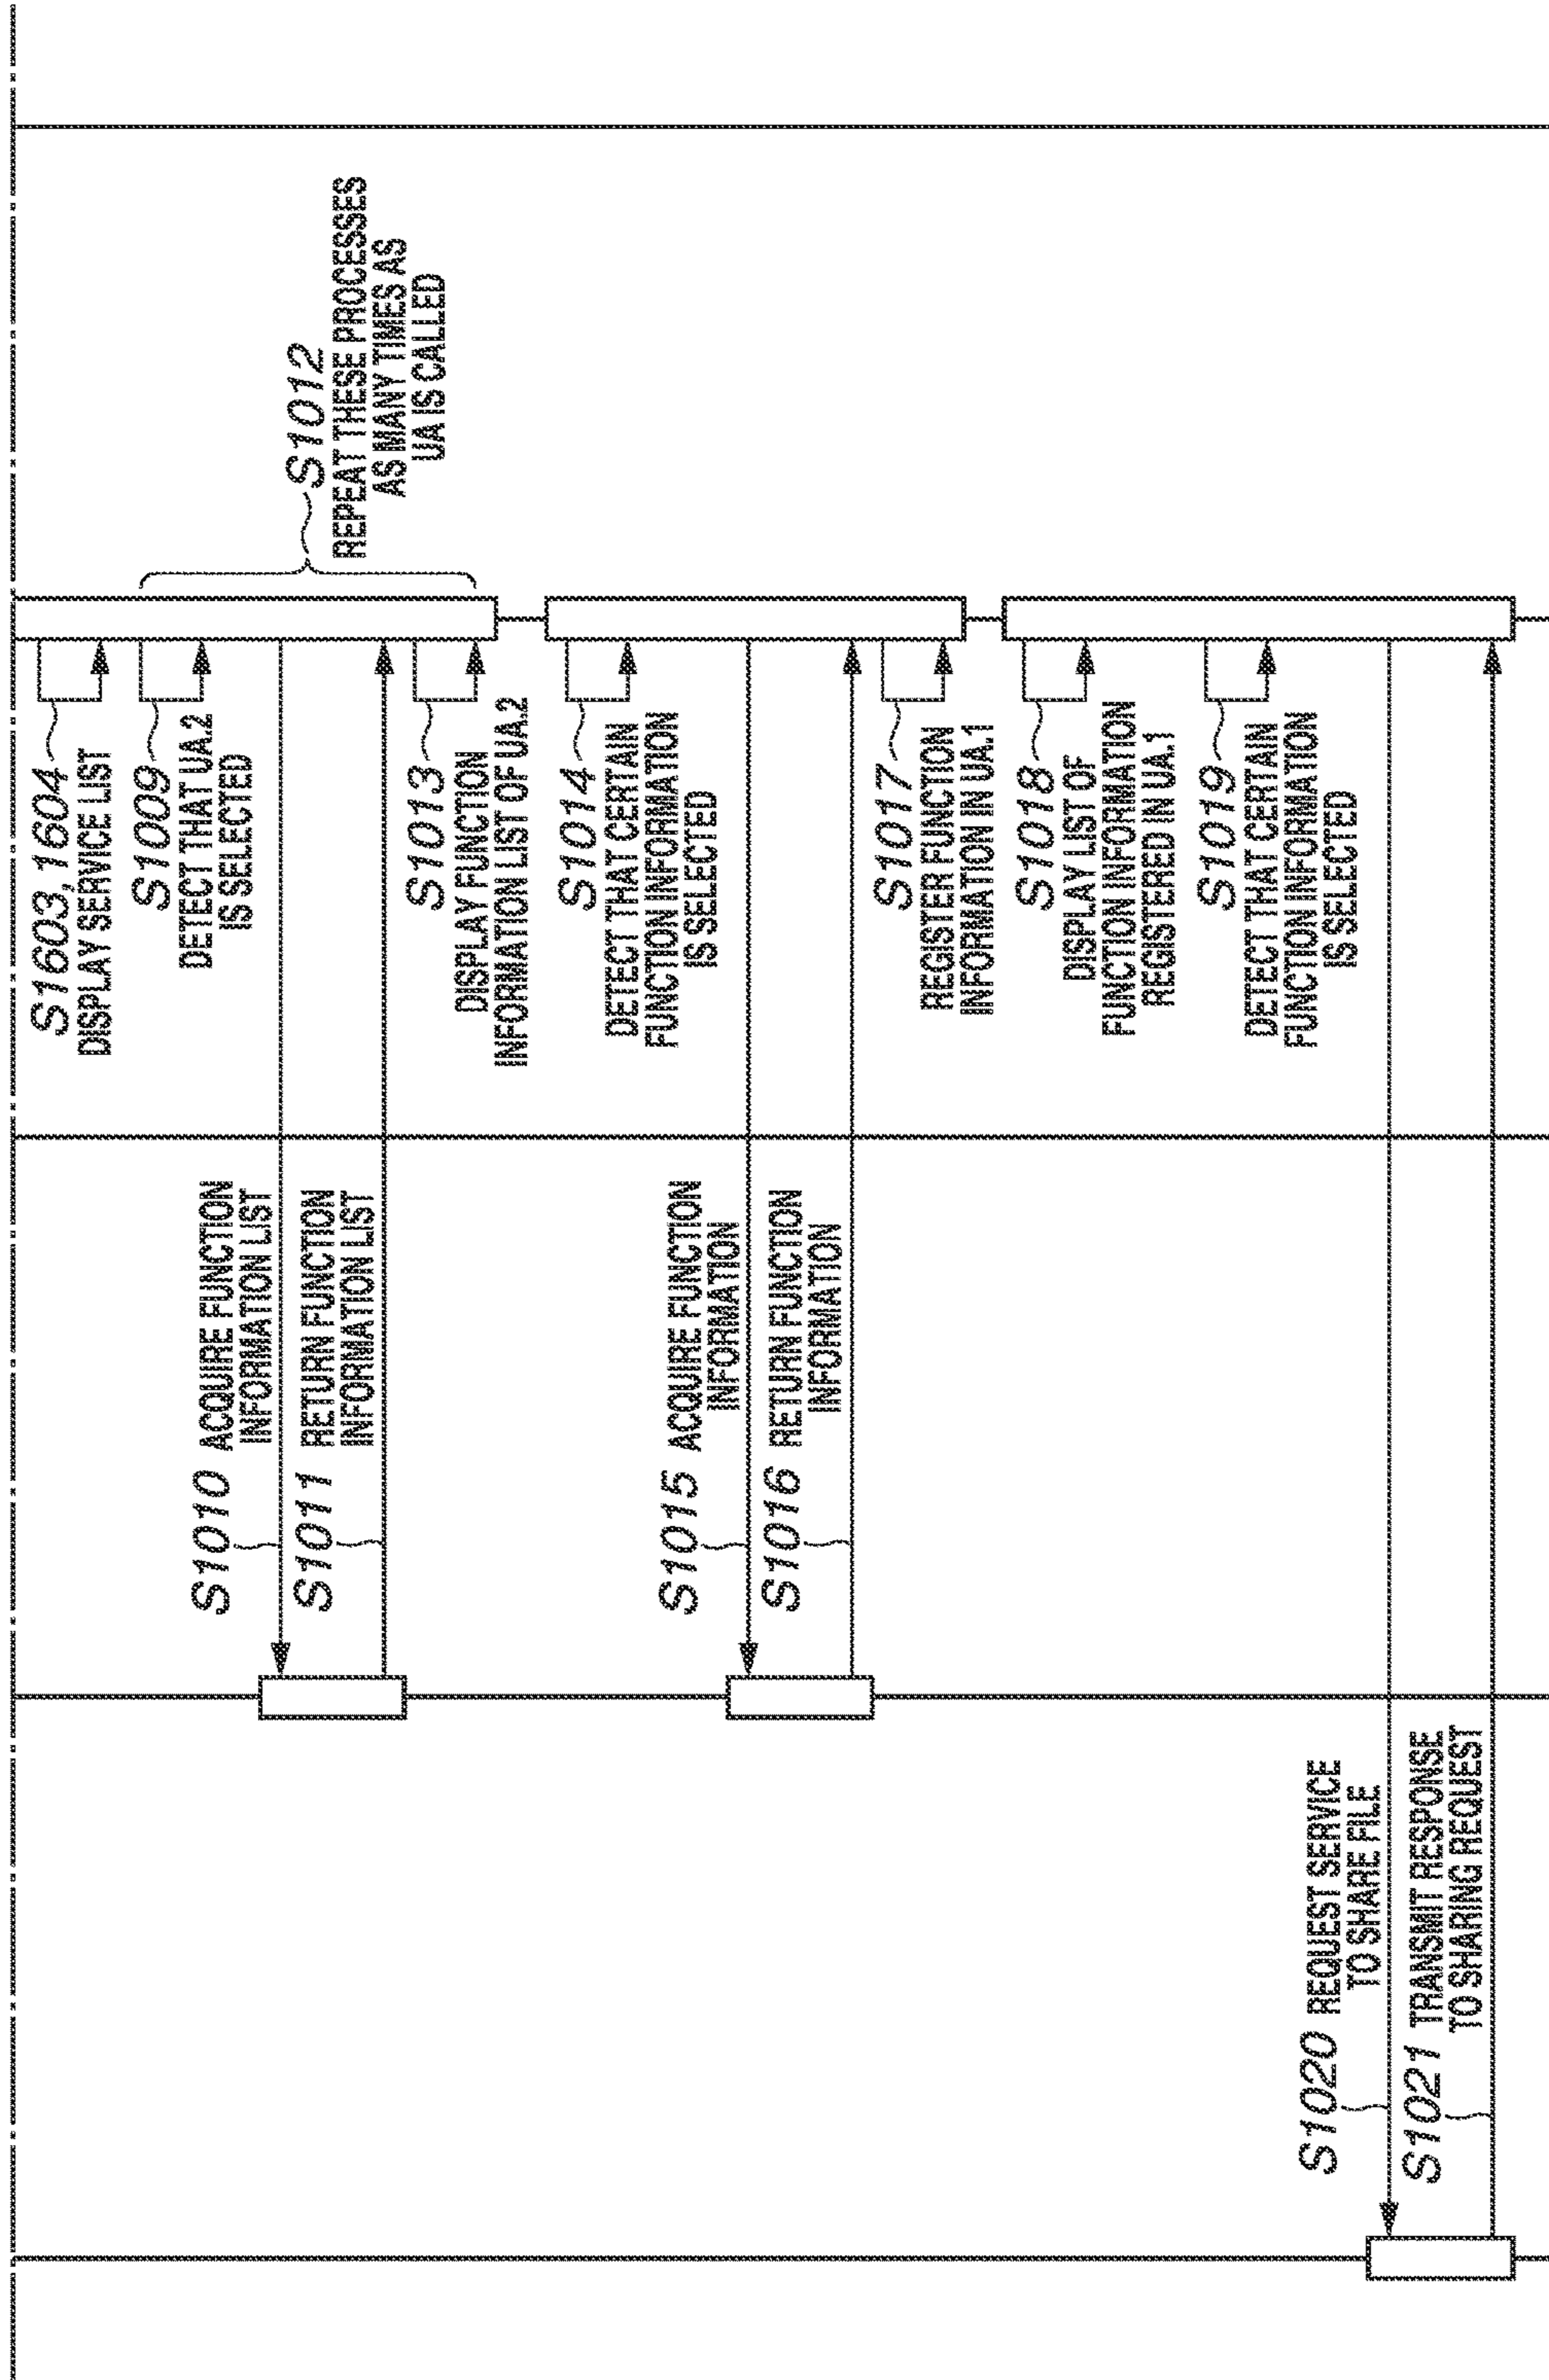 S1603,1604
DISPLAY SERVICE LIST
S1009
DETECT THAT UA.2
IS SELECTED
S1010 ACQUIRE FUNCTION
INFORMATION LIST
S1011 RETURN FUNCTION
INFORMATION LIST
S1012
REPEAT THESE PROCESSES
AS MANY TIMES AS
UA IS CALLED
S1013
DISPLAY FUNCTION
INFORMATION LIST OF UA.2
S1014
DETECT THAT CERTAIN
FUNCTION INFORMATION
IS SELECTED
S1015 ACQUIRE FUNCTION
INFORMATION
S1016 RETURN FUNCTION
INFORMATION
S1017
REGISTER FUNCTION
INFORMATION IN UA.1
S1018
DISPLAY LIST OF
FUNCTION INFORMATION
REGISTERED IN UA.1
S1019
DETECT THAT CERTAIN
FUNCTION INFORMATION
IS SELECTED
S1020 REQUEST SERVICE
TO SHARE FILE
S1021 TRANSMIT RESPONSE
TO SHARING REQUEST